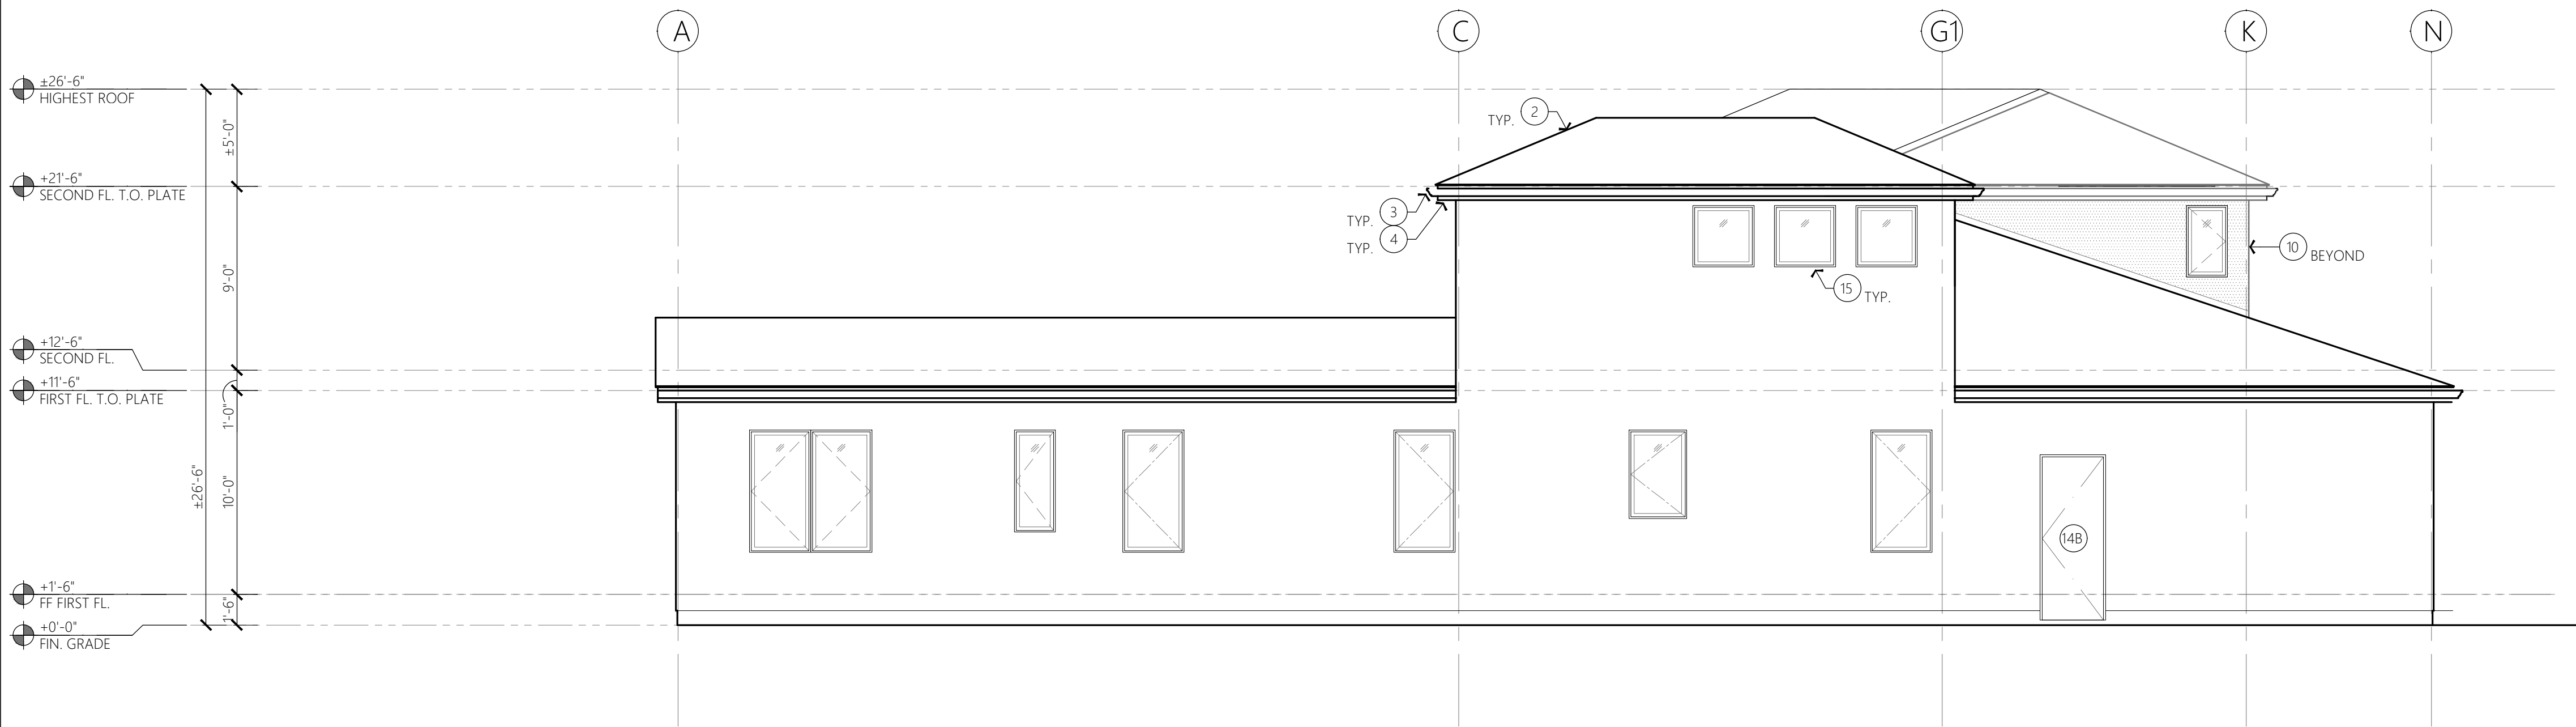 A
C
G1
K
N
±26'-6"
HIGHEST ROOF
±5'-0"
TYP. 2
+21'-6"
SECOND FL. T.O. PLATE
TYP. 3
TYP. 4
10 BEYOND
9'-0"
15 TYP.
+12'-6"
SECOND FL.
+11'-6"
FIRST FL. T.O. PLATE
1'-0"
±26'-6"
10'-0"
14B
+1'-6"
FF FIRST FL.
1'-6"
+0'-0"
FIN. GRADE